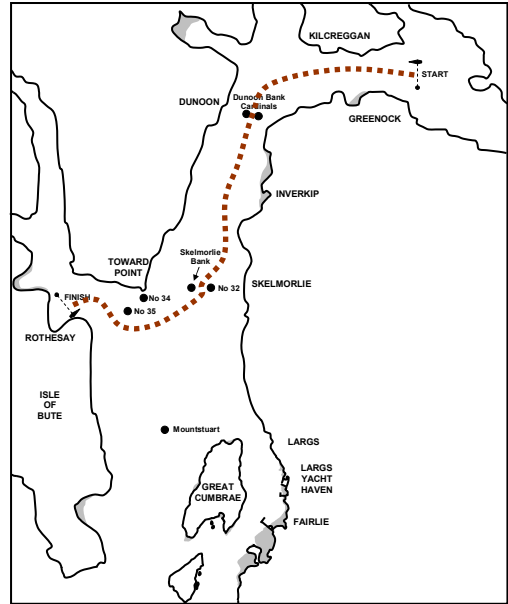 KILCREGGAN
START
DUNOON
Dunoon Bank
Cardinals
GREENOCK
INVERKIP
TOWARD
POINT
Skelmorlie
Bank
SKELMORLIE
No 32
FINISH
No 34
No 35
ROTHESAY
ISLE
OF
BUTE
Mountstuart
LARGS
LARGS
YACHT
HAVEN
GREAT
CUMBRAE
FAIRLIE